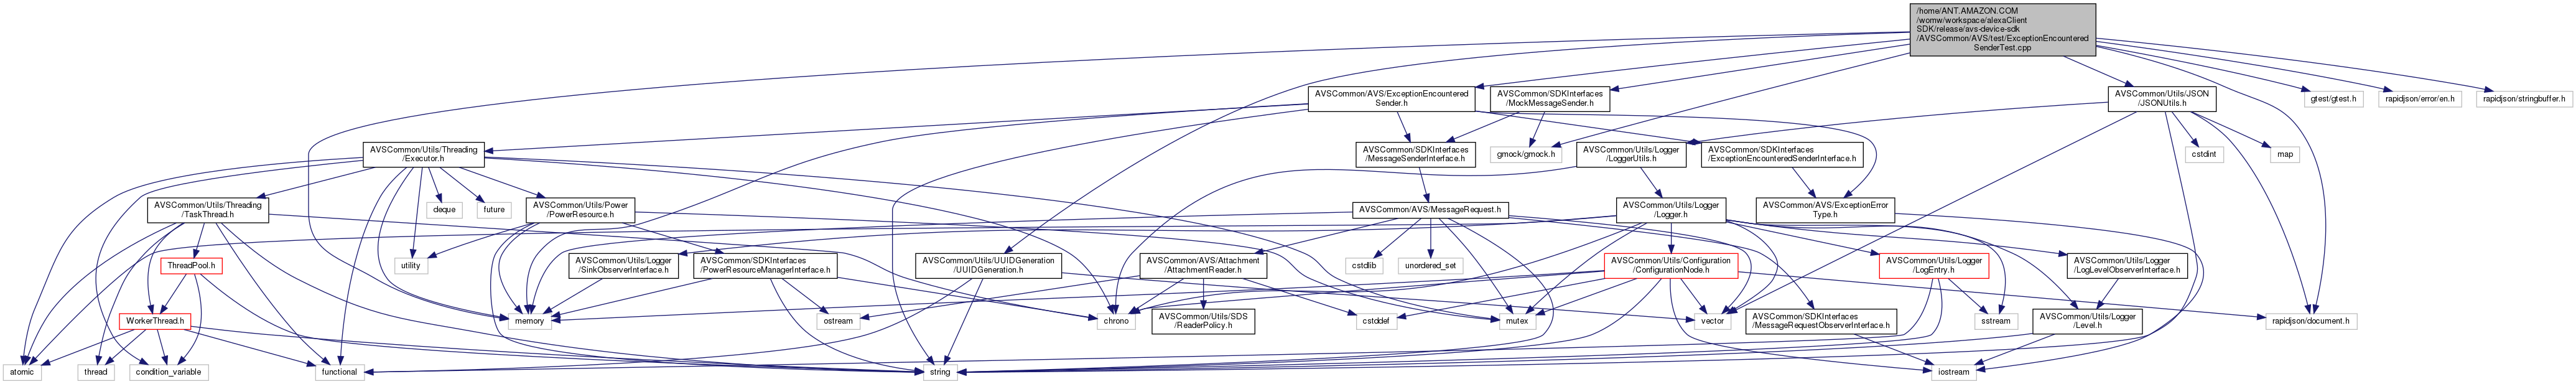 /home/ANT.AMAZON.COM
/womw/workspace/alexaClient
SDK/release/avs-device-sdk
/AVSCommon/AVS/test/ExceptionEncountered
SenderTest.cpp
AVSCommon/AVS/ExceptionEncountered
Sender.h
AVSCommon/SDKInterfaces
/MockMessageSender.h
AVSCommon/Utils/JSON
/JSONUtils.h
gtest/gtest.h
rapidjson/error/en.h
rapidjson/stringbuffer.h
AVSCommon/Utils/Threading
/Executor.h
AVSCommon/SDKInterfaces
/MessageSenderInterface.h
gmock/gmock.h
AVSCommon/Utils/Logger
/LoggerUtils.h
AVSCommon/SDKInterfaces
/ExceptionEncounteredSenderInterface.h
cstdint
map
AVSCommon/Utils/Threading
/TaskThread.h
deque
future
AVSCommon/Utils/Power
/PowerResource.h
AVSCommon/AVS/MessageRequest.h
AVSCommon/Utils/Logger
/Logger.h
AVSCommon/AVS/ExceptionError
Type.h
ThreadPool.h
utility
AVSCommon/Utils/Logger
/SinkObserverInterface.h
AVSCommon/SDKInterfaces
/PowerResourceManagerInterface.h
AVSCommon/Utils/UUIDGeneration
/UUIDGeneration.h
AVSCommon/AVS/Attachment
/AttachmentReader.h
cstdlib
unordered_set
AVSCommon/Utils/Configuration
/ConfigurationNode.h
AVSCommon/Utils/Logger
/LogEntry.h
AVSCommon/Utils/Logger
/LogLevelObserverInterface.h
WorkerThread.h
memory
ostream
chrono
AVSCommon/Utils/SDS
/ReaderPolicy.h
cstddef
mutex
vector
AVSCommon/SDKInterfaces
/MessageRequestObserverInterface.h
sstream
AVSCommon/Utils/Logger
/Level.h
rapidjson/document.h
atomic
thread
condition_variable
functional
string
iostream